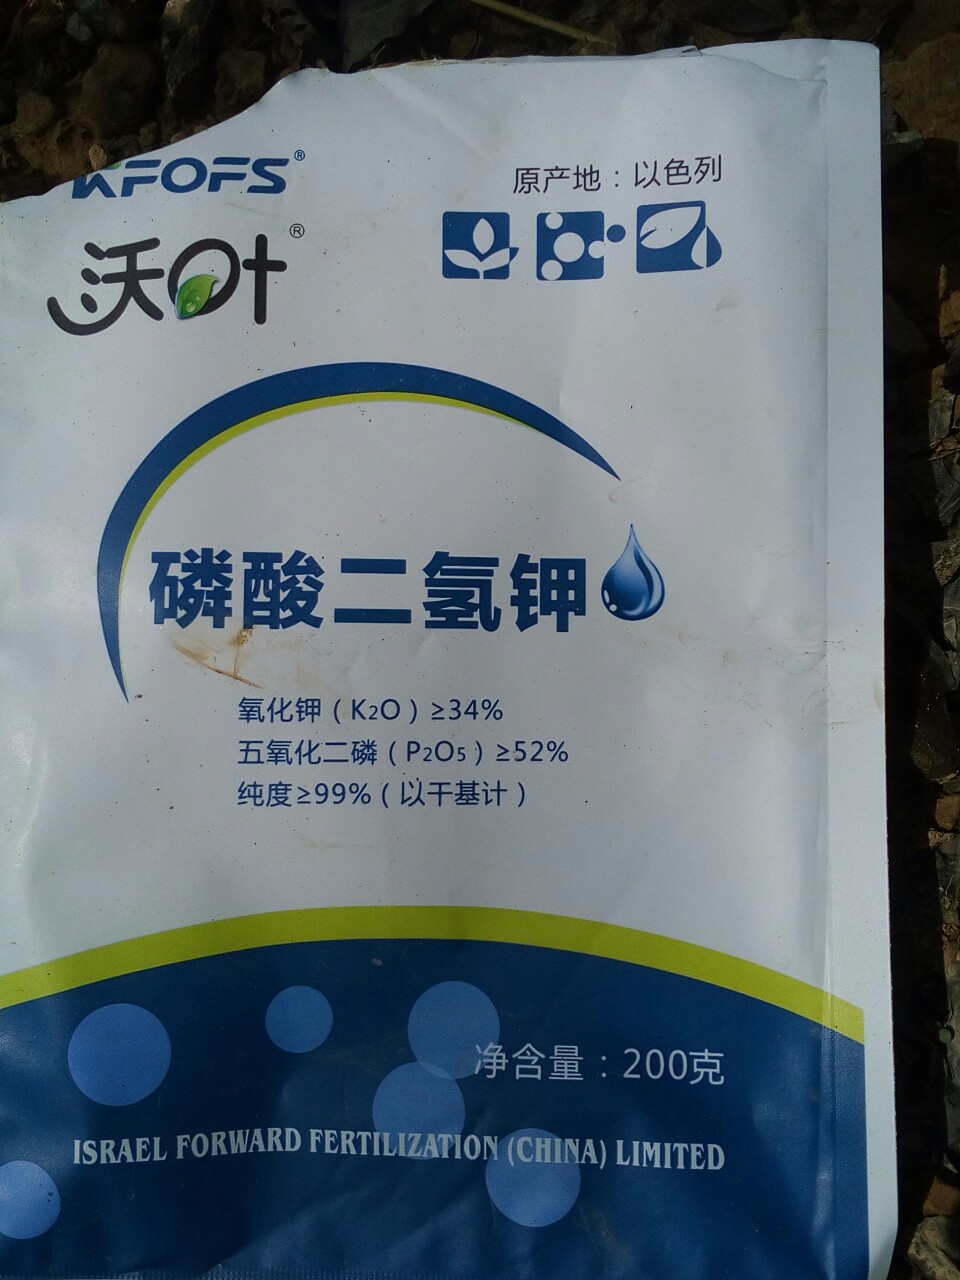 KFOFS®
原产地：以色列
沃叶®
磷酸二氢钾
氧化钾（K₂O）≥34%
五氧化二磷（P₂O₅）≥52%
纯度≥99%（以干基计）
净含量：200克
ISRAEL FORWARD FERTILIZATION (CHINA) LIMITED